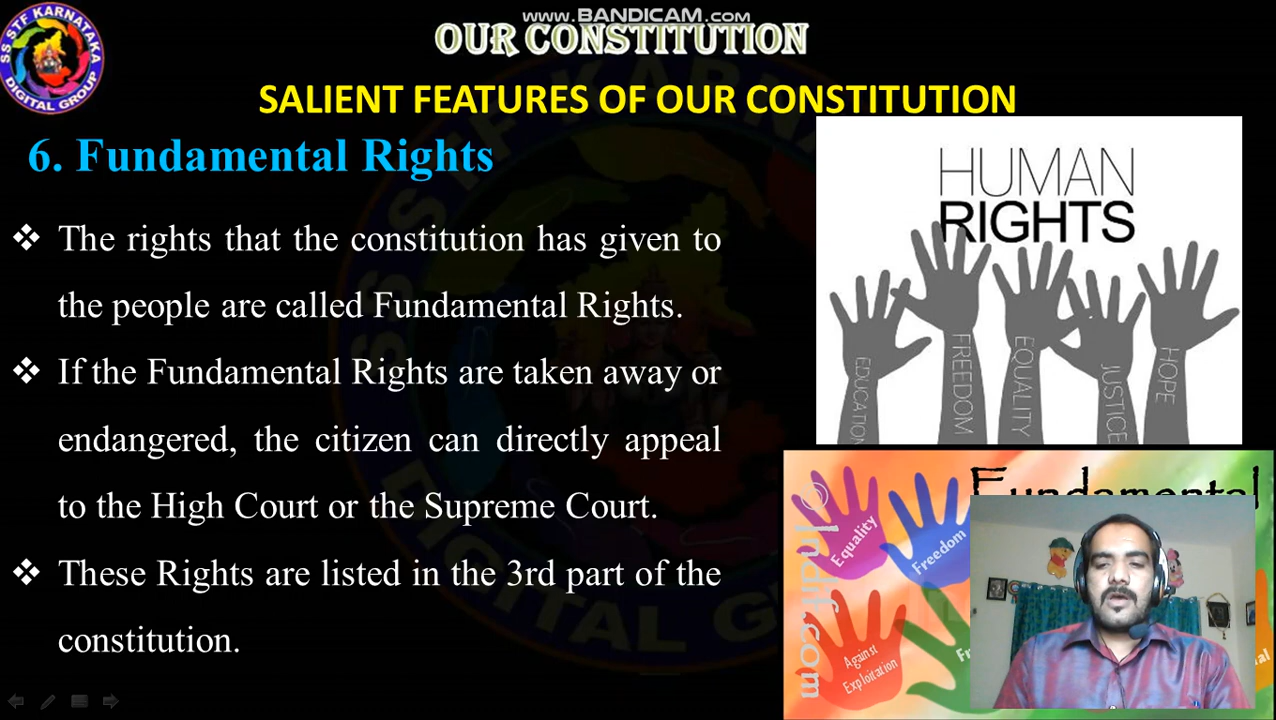 www.BANDICAM.com
SS STF KARNATAKA
DIGITAL GROUP
OUR CONSTITUTION
SALIENT FEATURES OF OUR CONSTITUTION
6. Fundamental Rights
❖ The rights that the constitution has given to
the people are called Fundamental Rights.
❖ If the Fundamental Rights are taken away or
endangered, the citizen can directly appeal
to the High Court or the Supreme Court.
❖ These Rights are listed in the 3rd part of the
constitution.
HUMAN
RIGHTS
EDUCATION
FREEDOM
EQUALITY
JUSTICE
HOPE
Fundamental
Equality
Freedom
Against
Exploitation